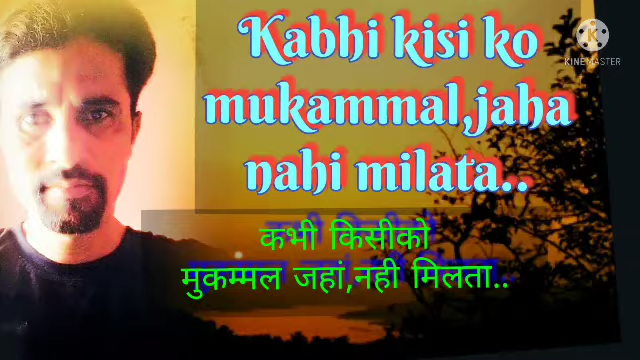 K
KINEMASTER
Kabhi kisi ko
mukammal,jaha
nahi milata..
कभी किसीको
मुकम्मल जहां,नही मिलता..